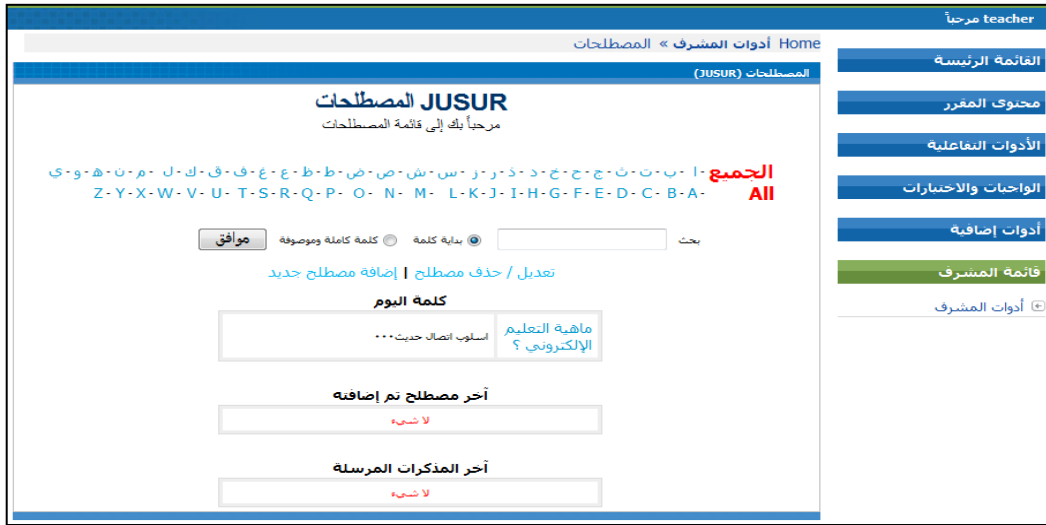 teacher مرحباً
القائمة الرئيسة
محتوى المقرر
الأدوات التفاعلية
الواجبات والاختبارات
أدوات إضافية
قائمة المشرف
أدوات المشرف
Home أدوات المشرف » المصطلحات
المصطلحات (JUSUR)
JUSUR المصطلحات
مرحباً بك إلى قائمة المصطلحات
الجميع ا - ب - ت - ث - ج - ح - خ - د - ذ - ر - ز - س - ش - ص - ض - ط - ظ - ع - غ - ف - ق - ك - ل - م - ن - ه - و - ي
All Z - Y - X - W - V - U - T - S - R - Q - P - O - N - M - L - K - J - I - H - G - F - E - D - C - B - A -
بحث بداية كلمة كلمة كاملة وموصوفة موافق
تعديل / حذف مصطلح | إضافة مصطلح جديد
كلمة اليوم
ماهية التعليم
الإلكتروني ؟
اسلوب اتصال حديث...
آخر مصطلح تم إضافته
لا شيء
آخر المذكرات المرسلة
لا شيء